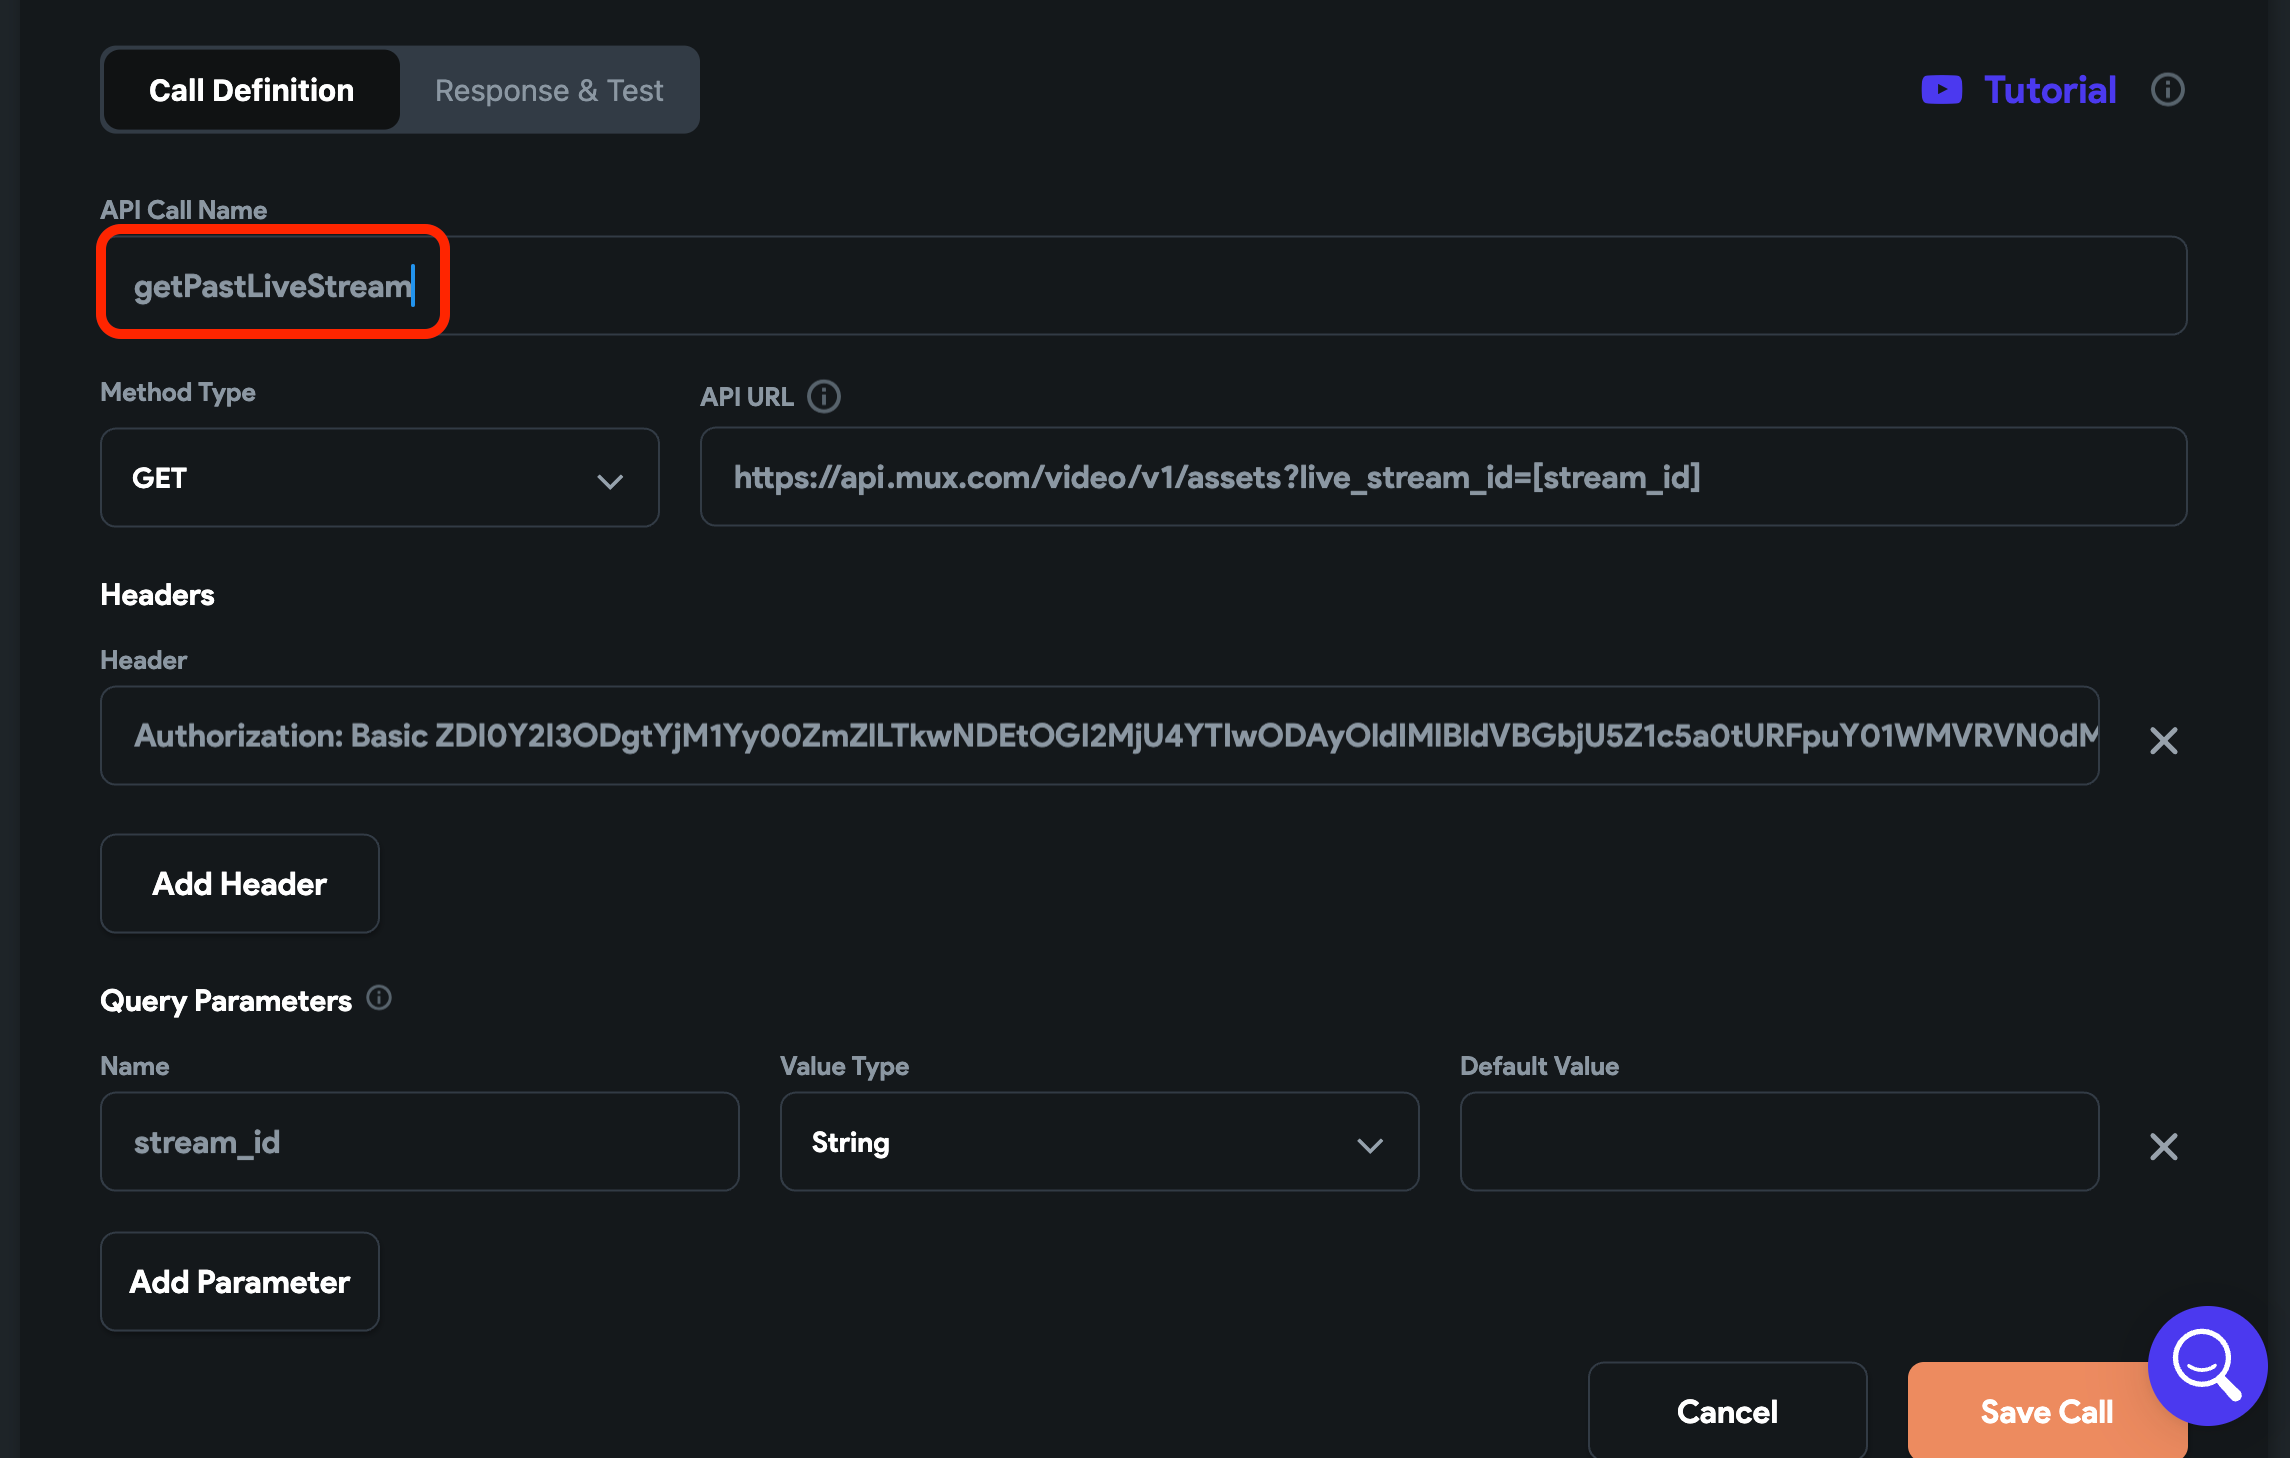 Call Definition
Response & Test
Tutorial
API Call Name
getPastLiveStream
Method Type
API URL
GET
https://api.mux.com/video/v1/assets?live_stream_id=[stream_id]
Headers
Header
Authorization: Basic ZDI0Y2I3ODgtYjM1Yy00ZmZlLTkwNDEtOGI2MjU4YTIwODAyOldIMlBldVBGbjU5Z1c5a0tURFpuY01WMVRVN0dM
Add Header
Query Parameters
Name
Value Type
Default Value
stream_id
String
Add Parameter
Cancel
Save Call